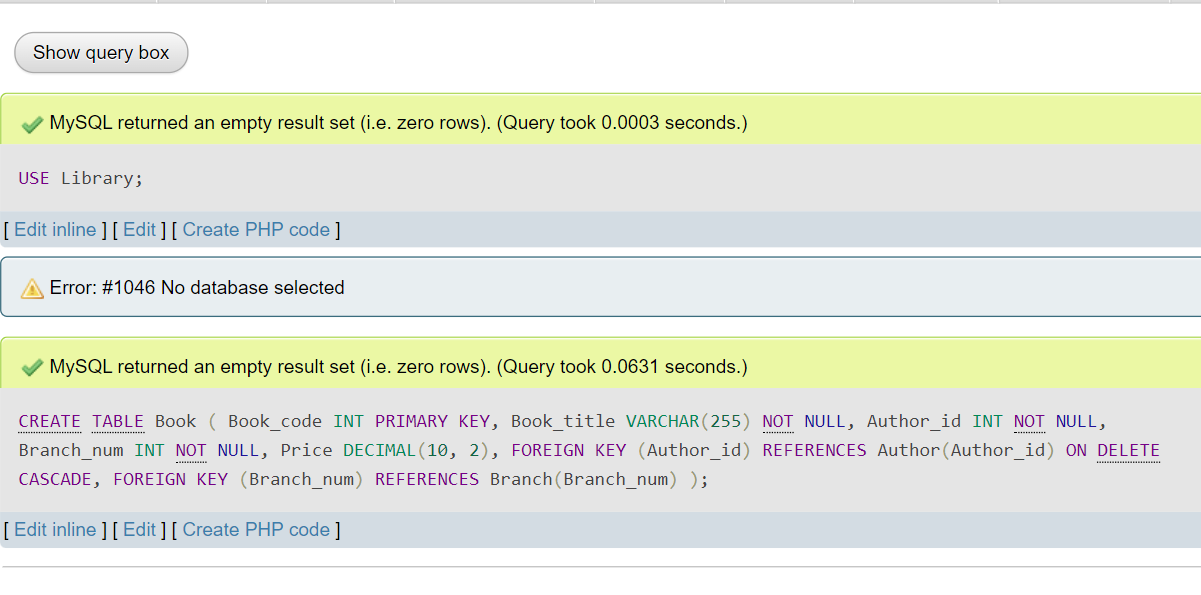 Show query box
MySQL returned an empty result set (i.e. zero rows). (Query took 0.0003 seconds.)
USE Library;
[ Edit inline ] [ Edit ] [ Create PHP code ]
Error: #1046 No database selected
MySQL returned an empty result set (i.e. zero rows). (Query took 0.0631 seconds.)
CREATE TABLE Book ( Book_code INT PRIMARY KEY, Book_title VARCHAR(255) NOT NULL, Author_id INT NOT NULL,
Branch_num INT NOT NULL, Price DECIMAL(10, 2), FOREIGN KEY (Author_id) REFERENCES Author(Author_id) ON DELETE
CASCADE, FOREIGN KEY (Branch_num) REFERENCES Branch(Branch_num) );
[ Edit inline ] [ Edit ] [ Create PHP code ]